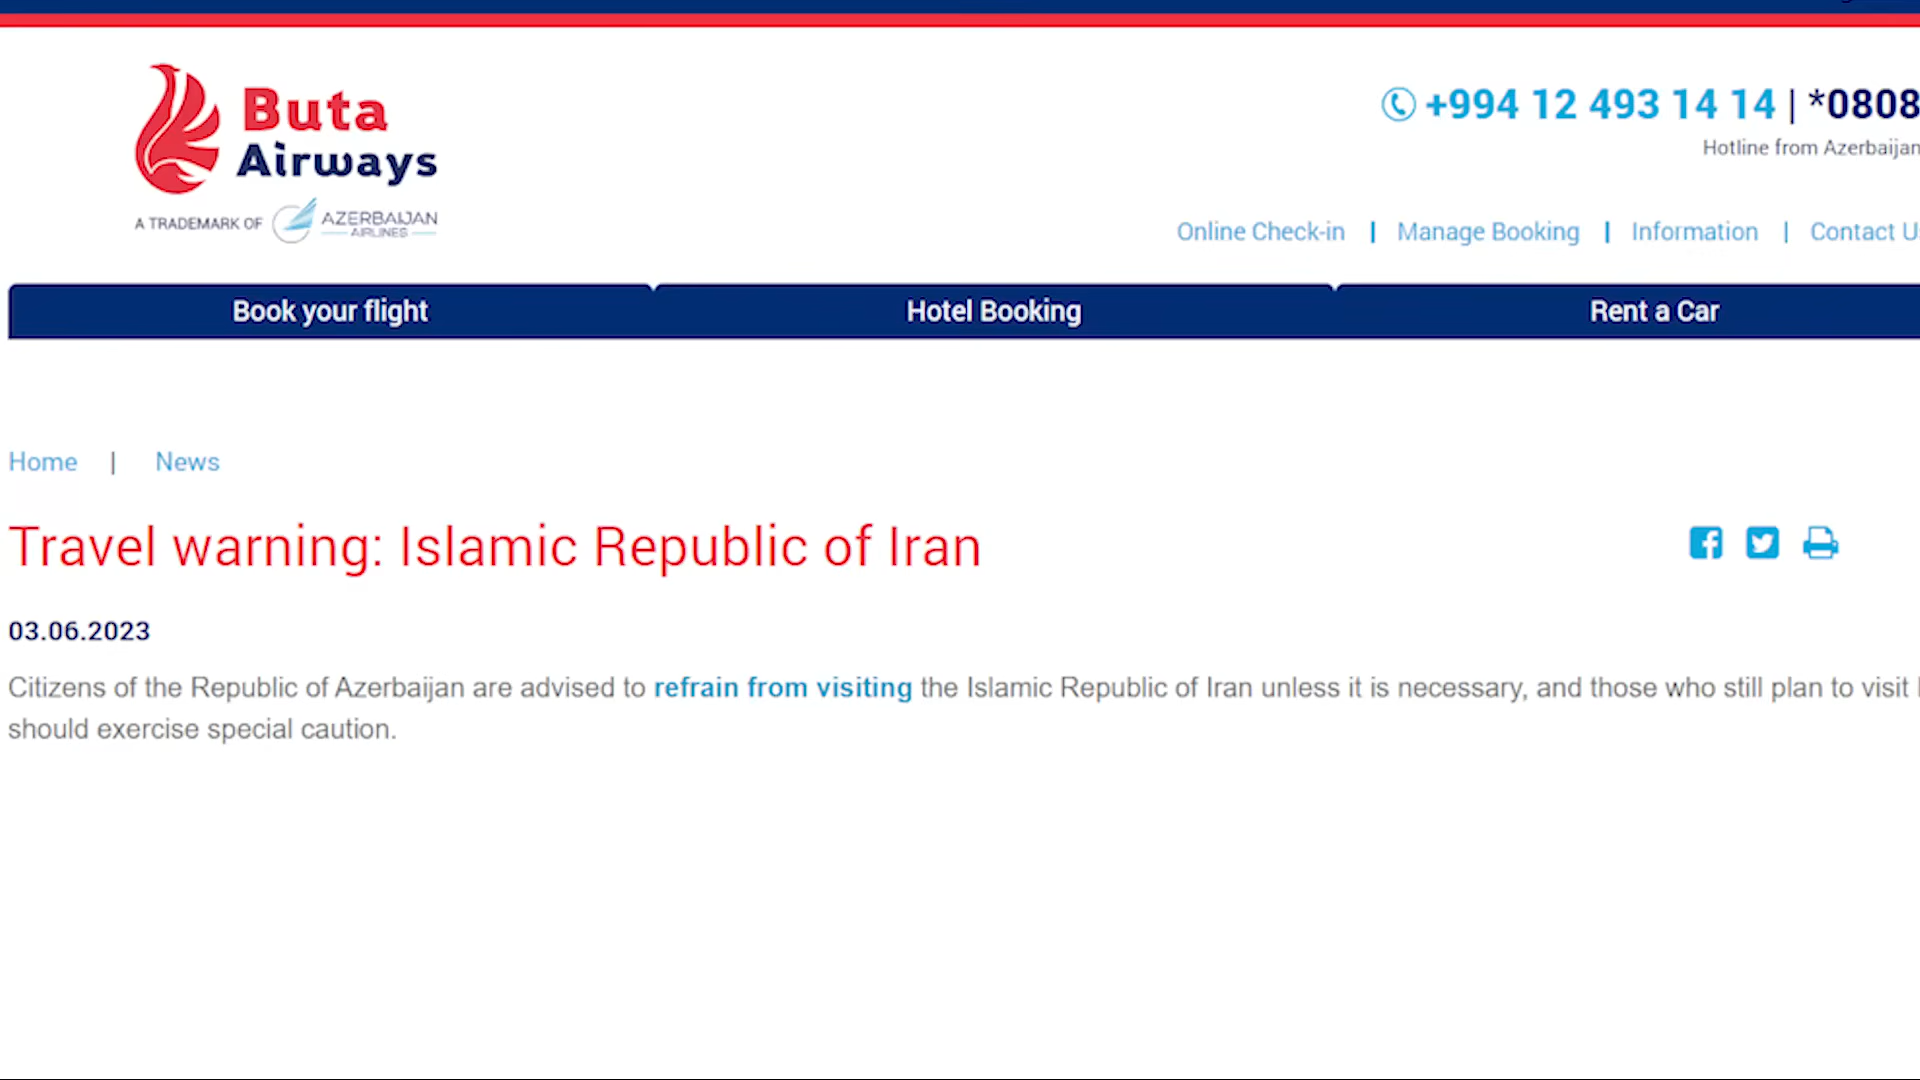 Buta
Airways
A TRADEMARK OF AZERBAIJAN
AIRLINES
+994 12 493 14 14 | *0808
Hotline from Azerbaijan
Online Check-in | Manage Booking | Information | Contact
Book your flight Hotel Booking Rent a Car
Home | News
Travel warning: Islamic Republic of Iran
03.06.2023
Citizens of the Republic of Azerbaijan are advised to refrain from visiting the Islamic Republic of Iran unless it is necessary, and those who still plan to visit
should exercise special caution.